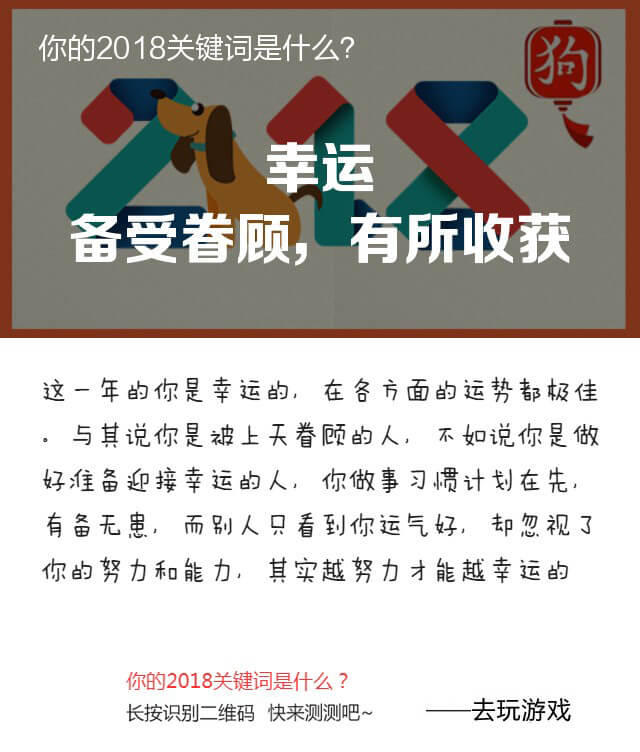 你的2018关键词是什么?
狗
2018
幸运
备受眷顾，有所收获
这一年的你是幸运的，在各方面的运势都极佳
。与其说你是被上天眷顾的人，不如说你是做
好准备迎接幸运的人，你做事习惯计划在先，
有备无患，而别人只看到你运气好，却忽视了
你的努力和能力，其实越努力才能越幸运的
你的2018关键词是什么？
长按识别二维码 快来测测吧~
——去玩游戏